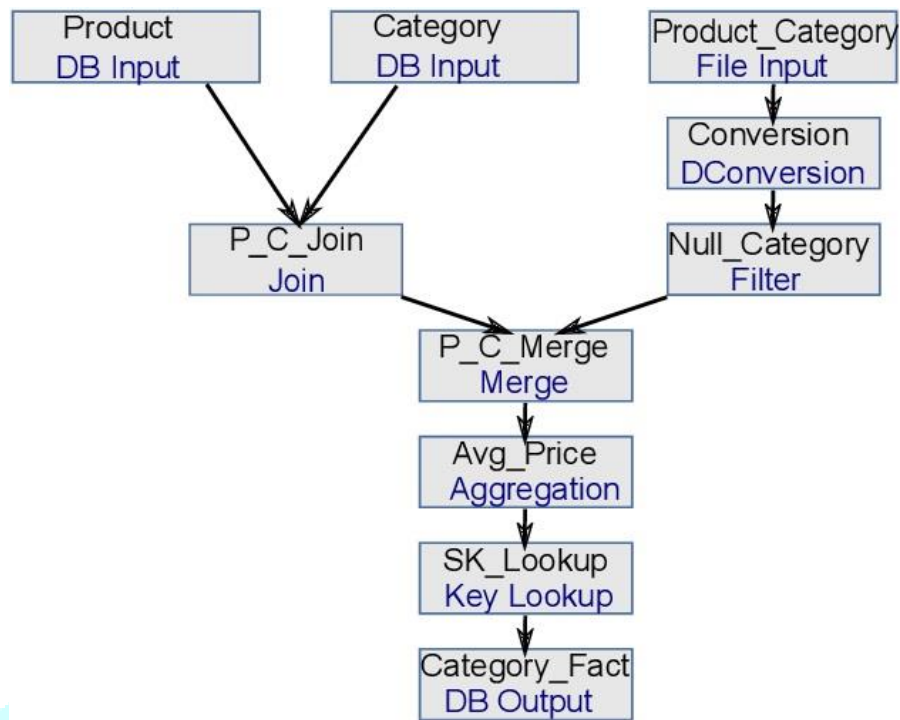 Product
DB Input
Category
DB Input
Product_Category
File Input
Conversion
DConversion
P_C_Join
Join
Null_Category
Filter
P_C_Merge
Merge
Avg_Price
Aggregation
SK_Lookup
Key Lookup
Category_Fact
DB Output